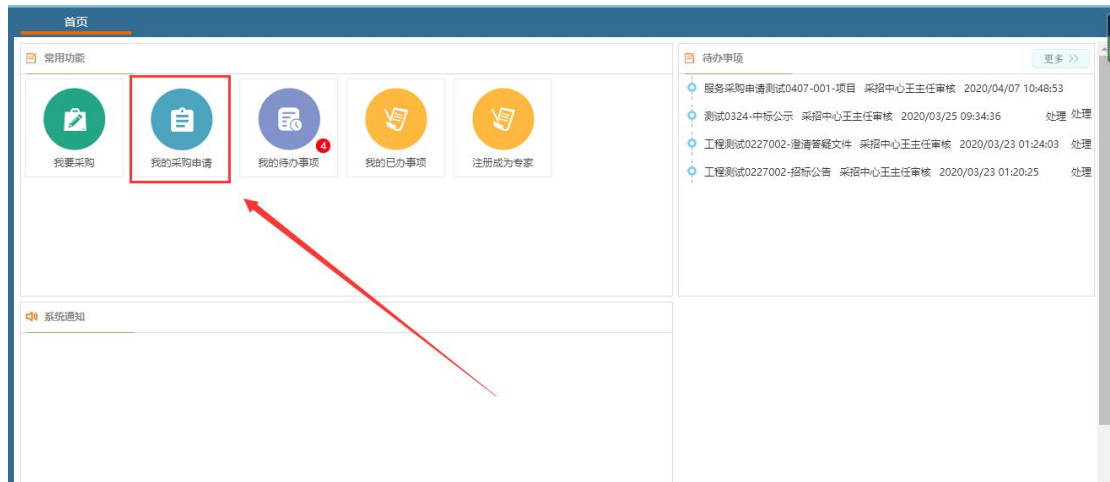 首页
常用功能
我要采购
我的采购申请
4
我的待办事项
我的已办事项
注册成为专家
待办事项
更多 >>
服务采购申请测试0407-001-项目 采招中心王主任审核 2020/04/07 10:48:53
处理
测试0324-中标公示 采招中心王主任审核 2020/03/25 09:34:36 处理
工程测试0227002-澄清答疑文件 采招中心王主任审核 2020/03/23 01:24:03 处理
工程测试0227002-招标公告 采招中心王主任审核 2020/03/23 01:20:25 处理
系统通知